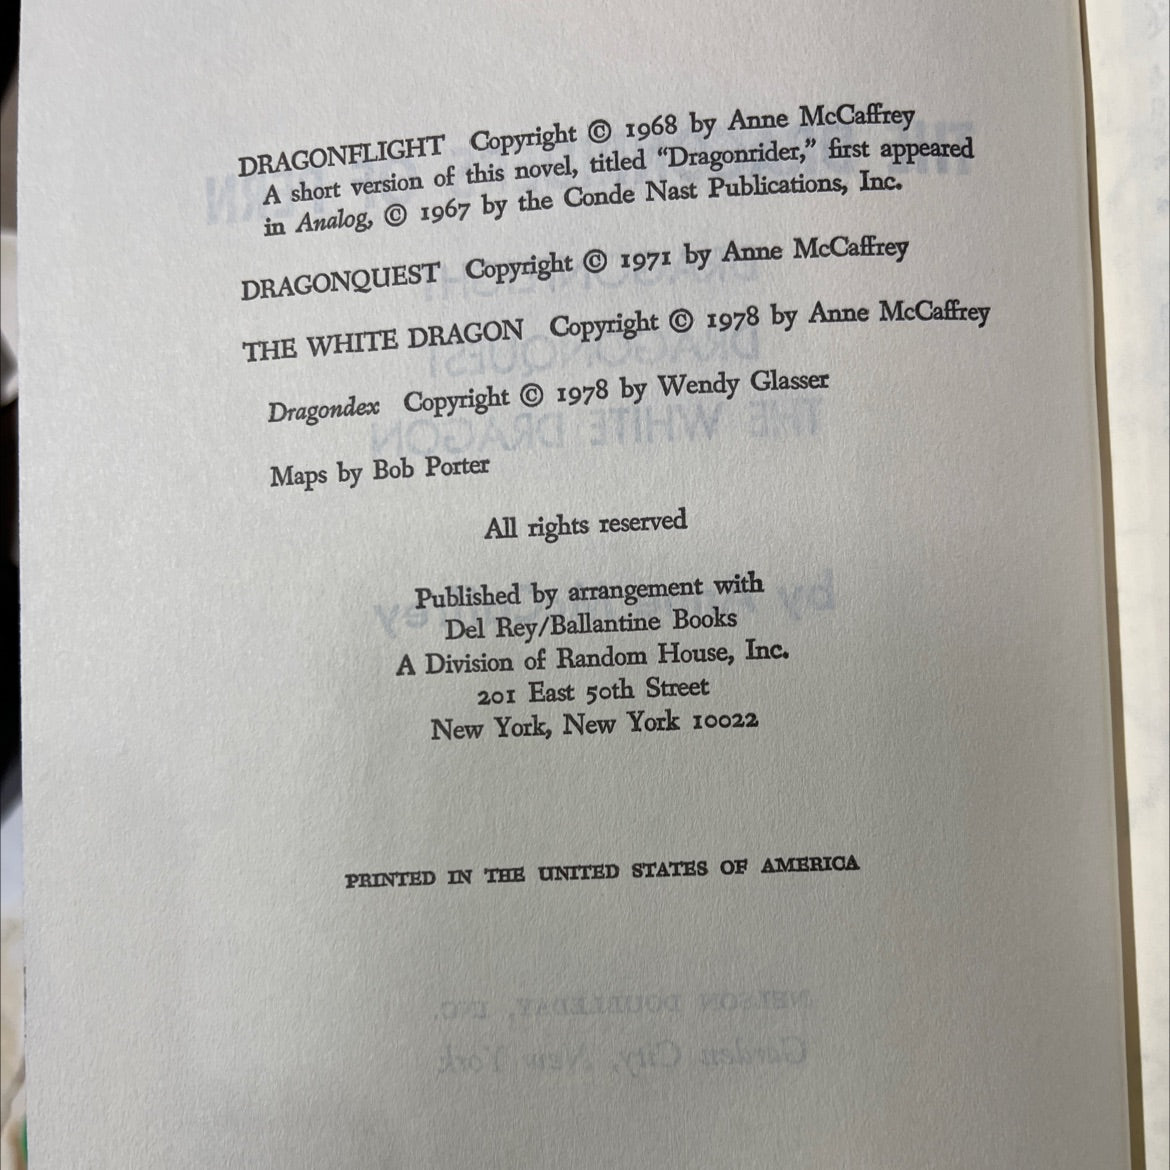 DRAGONFLIGHT Copyright © 1968 by Anne McCaffrey
A short version of this novel, titled “Dragonrider,” first appeared
in Analog, © 1967 by the Conde Nast Publications, Inc.
DRAGONQUEST Copyright © 1971 by Anne McCaffrey
THE WHITE DRAGON Copyright © 1978 by Anne McCaffrey
Dragondex Copyright © 1978 by Wendy Glasser
Maps by Bob Porter
All rights reserved
Published by arrangement with
Del Rey/Ballantine Books
A Division of Random House, Inc.
201 East 50th Street
New York, New York 10022
PRINTED IN THE UNITED STATES OF AMERICA